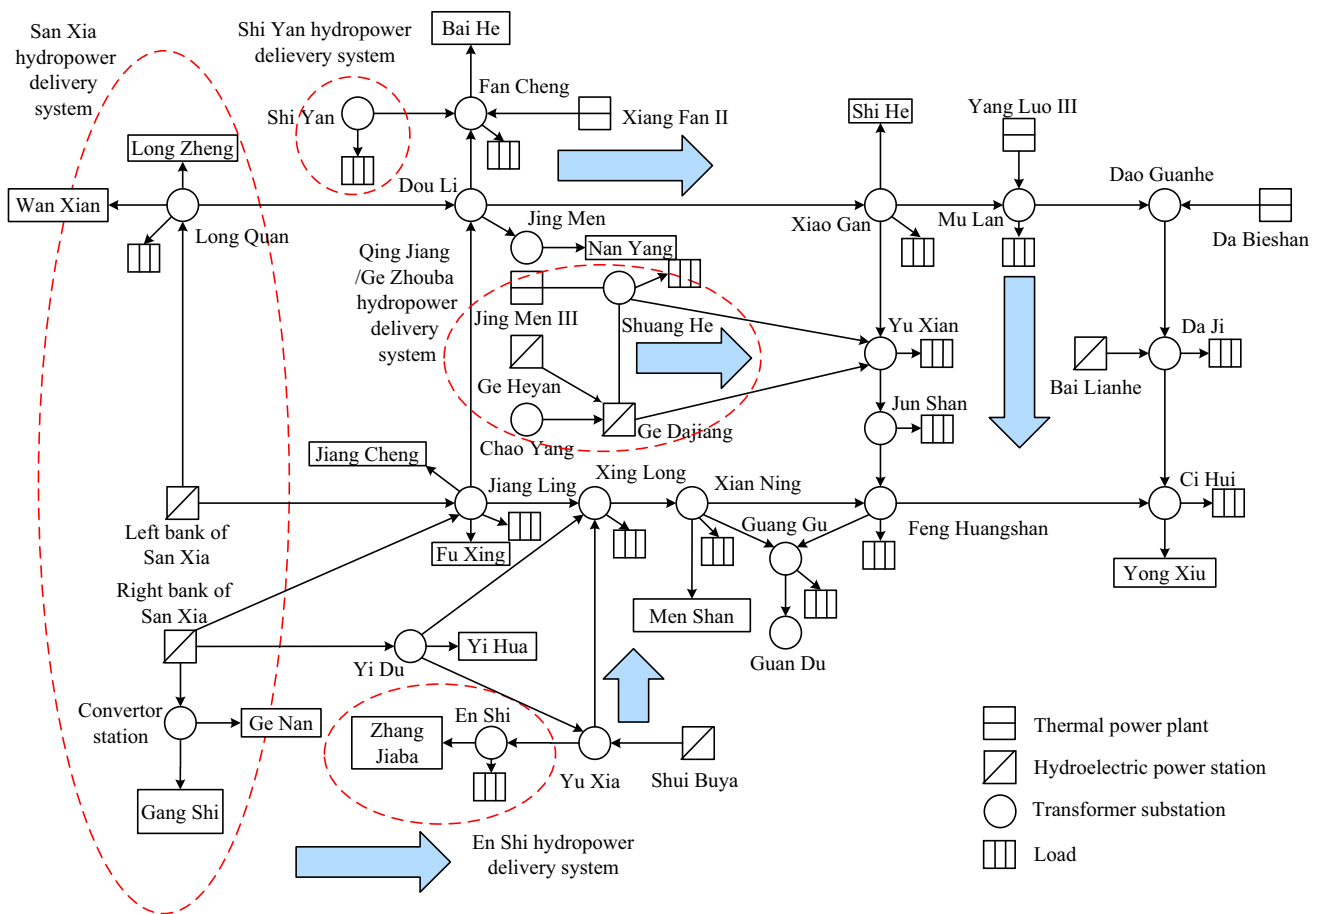 San Xia
hydropower
delivery
system
Shi Yan hydropower
delievery system
Bai He
Fan Cheng
Shi Yan
Xiang Fan II
Shi He
Yang Luo III
Long Zheng
Wan Xian
Long Quan
Dou Li
Jing Men
Nan Yang
Xiao Gan
Mu Lan
Dao Guanhe
Da Bieshan
Qing Jiang
/Ge Zhouba
hydropower
delivery
system
Jing Men III
Shuang He
Ge Heyan
Chao Yang
Ge Dajiang
Yu Xian
Jun Shan
Da Ji
Bai Lianhe
Jiang Cheng
Jiang Ling
Xing Long
Xian Ning
Guang Gu
Feng Huangshan
Ci Hui
Left bank of
San Xia
Fu Xing
Yong Xiu
Right bank of
San Xia
Men Shan
Guan Du
Yi Du
Yi Hua
Convertor
station
Ge Nan
Gang Shi
Zhang
Jiaba
En Shi
Yu Xia
Shui Buya
En Shi hydropower
delivery system
Thermal power plant
Hydroelectric power station
Transformer substation
Load